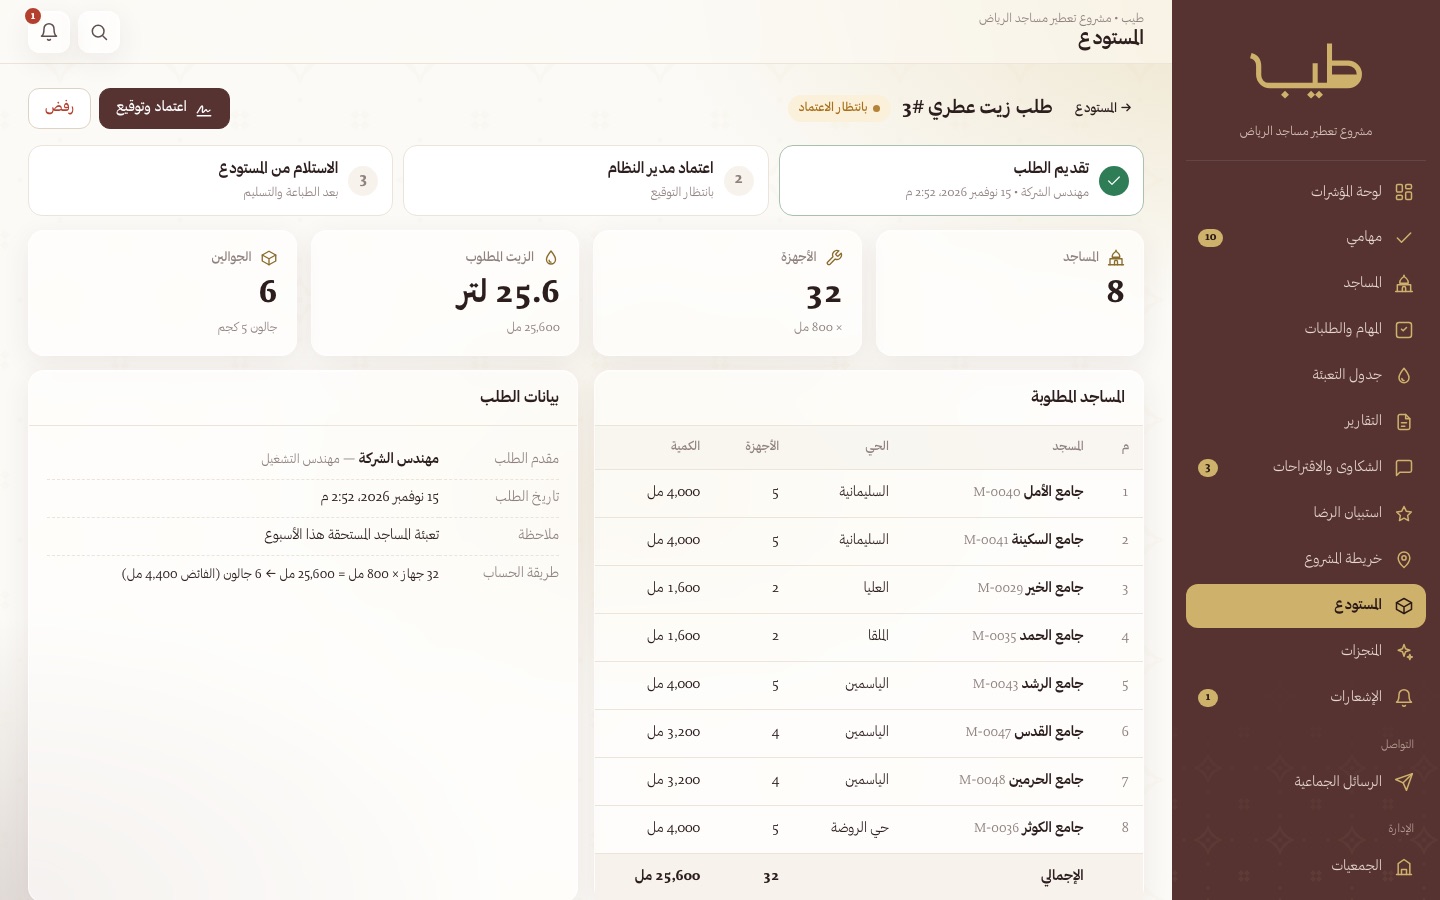 طيب
مشروع تعطير مساجد الرياض
لوحة المؤشرات
مهامي
10
المساجد
المهام والطلبات
جدول التعبئة
التقارير
الشكاوى والاقتراحات
3
استبيان الرضا
خريطة المشروع
المستودع
المنجزات
الإشعارات
1
التواصل
الرسائل الجماعية
الإدارة
الجمعيات
طيب • مشروع تعطير مساجد الرياض
المستودع
1
→ المستودع
طلب زيت عطري #3
بانتظار الاعتماد
اعتماد وتوقيع
رفض
تقديم الطلب
مهندس الشركة • 15 نوفمبر 2026، 2:52 م
2
اعتماد مدير النظام
بانتظار التوقيع
3
الاستلام من المستودع
بعد الطباعة والتسليم
المساجد
8
الأجهزة
32
× 800 مل
الزيت المطلوب
25.6 لتر
25,600 مل
الجوالين
6
جالون 5 كجم
المساجد المطلوبة
م المسجد الحي الأجهزة الكمية
1 جامع الأمل M-0040 السليمانية 5 4,000 مل
2 جامع السكينة M-0041 السليمانية 5 4,000 مل
3 جامع الخير M-0029 العليا 2 1,600 مل
4 جامع الحمد M-0035 الملقا 2 1,600 مل
5 جامع الرشد M-0043 الياسمين 5 4,000 مل
6 جامع القدس M-0047 الياسمين 4 3,200 مل
7 جامع الحرمين M-0048 الياسمين 4 3,200 مل
8 جامع الكوثر M-0036 حي الروضة 5 4,000 مل
الإجمالي 32 25,600 مل
بيانات الطلب
مقدم الطلب مهندس الشركة — مهندس التشغيل
تاريخ الطلب 15 نوفمبر 2026، 2:52 م
ملاحظة تعبئة المساجد المستحقة هذا الأسبوع
طريقة الحساب 32 جهاز × 800 مل = 25,600 مل ← 6 جالون (الفائض 4,400 مل)